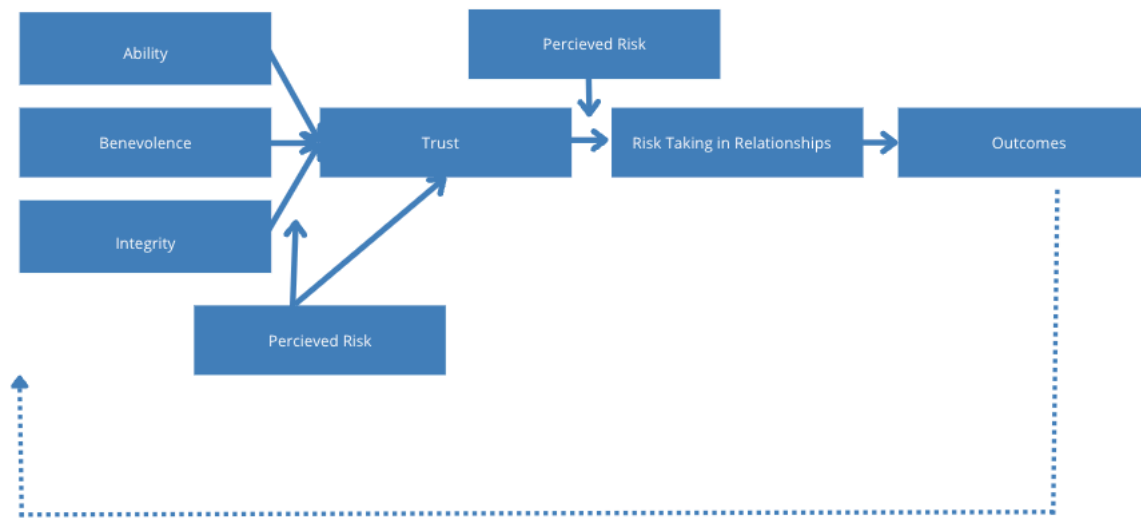 Ability
Percieved Risk
Benevolence
Trust
Risk Taking in Relationships
Outcomes
Integrity
Percieved Risk